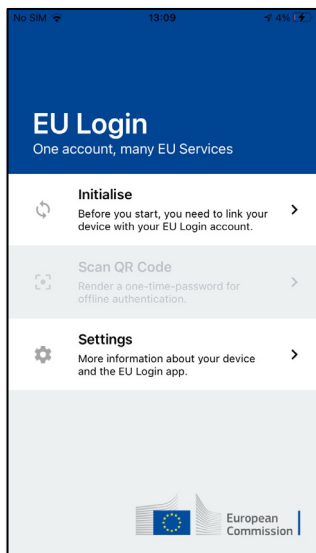 No SIM 13:09 4%
EU Login
One account, many EU Services
Initialise
Before you start, you need to link your
device with your EU Login account.
Scan QR Code
Render a one-time-password for
offline authentication.
Settings
More information about your device
and the EU Login app.
European
Commission